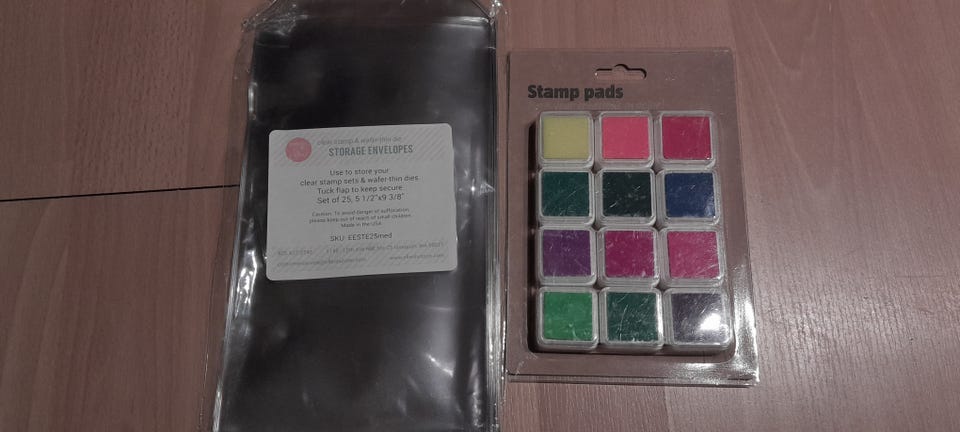 clear stamp & wafer-thin die
STORAGE ENVELOPES
Use to store your
clear stamp sets & wafer-thin dies
Tuck flap to keep secure
Set of 25, 5 1/2"x9 3/8"
Caution: To avoid danger of suffocation,
please keep out of reach of small children.
Made in the USA
SKU: EESTE25med
Stamp pads